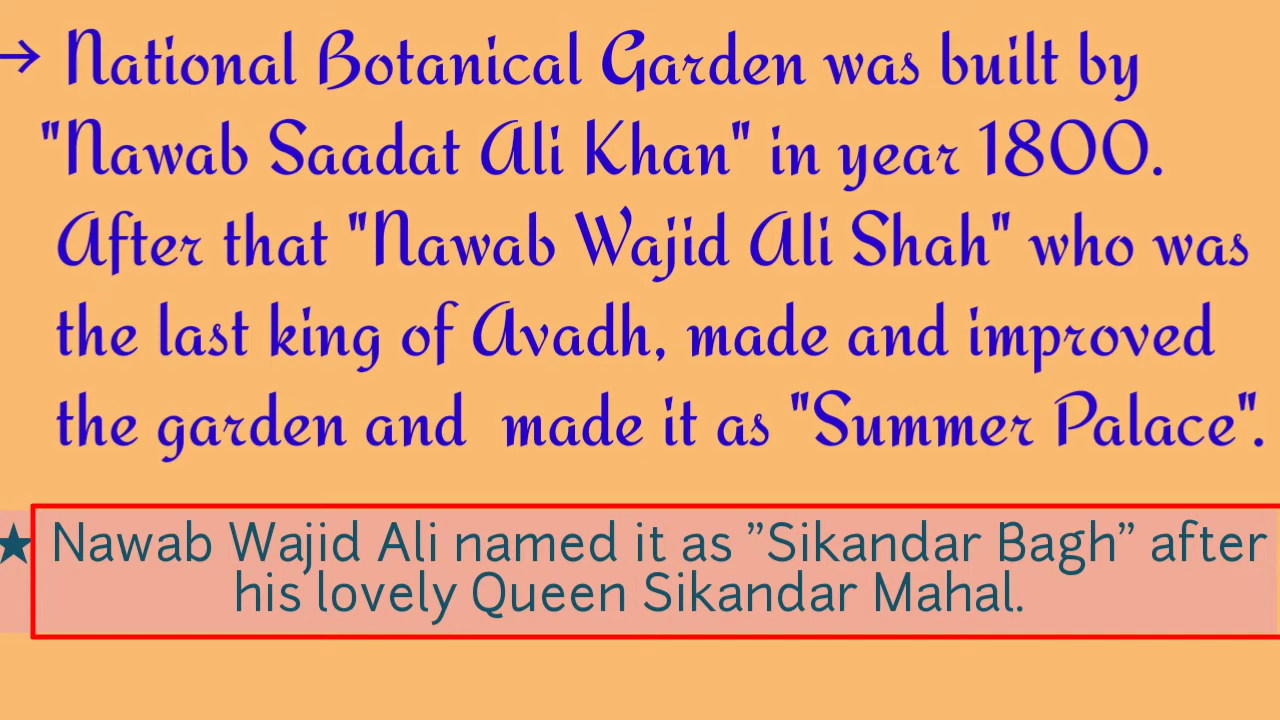 → National Botanical Garden was built by
"Nawab Saadat Ali Khan" in year 1800.
After that "Nawab Wajid Ali Shah" who was
the last king of Avadh, made and improved
the garden and made it as "Summer Palace".
★ Nawab Wajid Ali named it as ”Sikandar Bagh” after
his lovely Queen Sikandar Mahal.